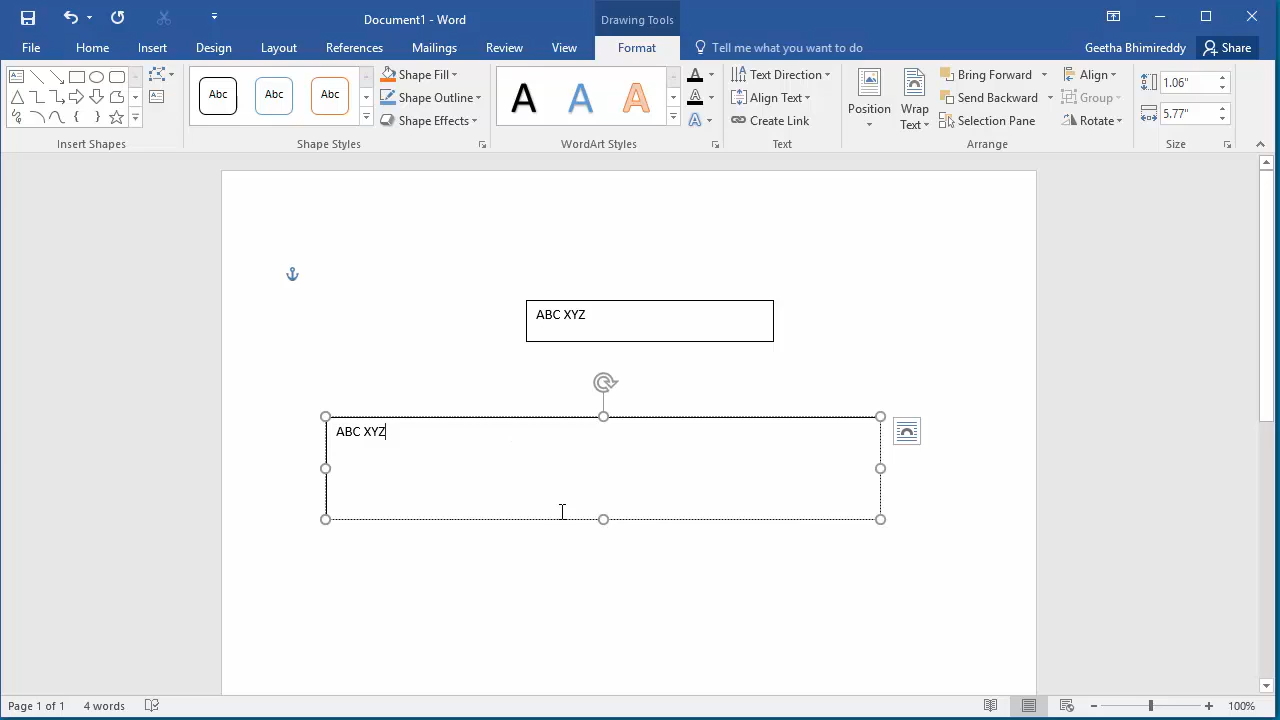 Document1 - Word
Drawing Tools
File Home Insert Design Layout References Mailings Review View Format Tell me what you want to do Geetha Bhimireddy Share
Abc Abc Abc
Shape Fill
Shape Outline
Shape Effects
A A A
A
A
A
Text Direction
Align Text
Create Link
Position
Wrap
Text
Bring Forward
Send Backward
Selection Pane
Align
Group
Rotate
1.06"
5.77"
Insert Shapes Shape Styles WordArt Styles Text Arrange Size
ABC XYZ
ABC XYZ
Page 1 of 1 4 words 100%